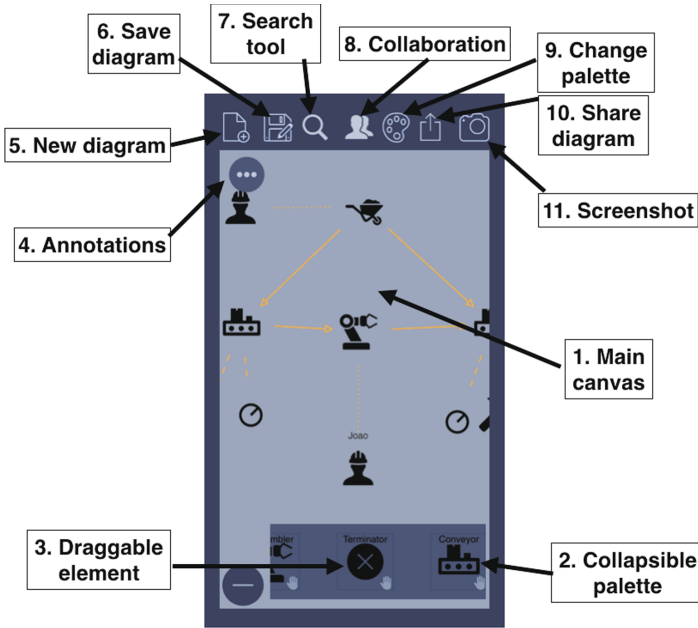 7. Search
tool
6. Save
diagram
8. Collaboration
9. Change
palette
10. Share
diagram
5. New diagram
11. Screenshot
4. Annotations
1. Main
canvas
Joao
3. Draggable
element
mbler
Terminator
Conveyor
2. Collapsible
palette